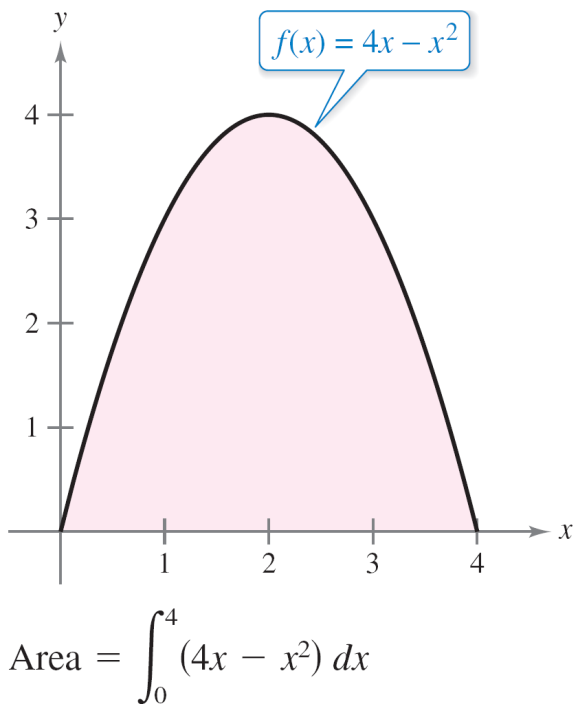 y
f(x) = 4x – x²
4
3
2
1
x
1 2 3 4
Area = ∫₀⁴ (4x − x²) dx